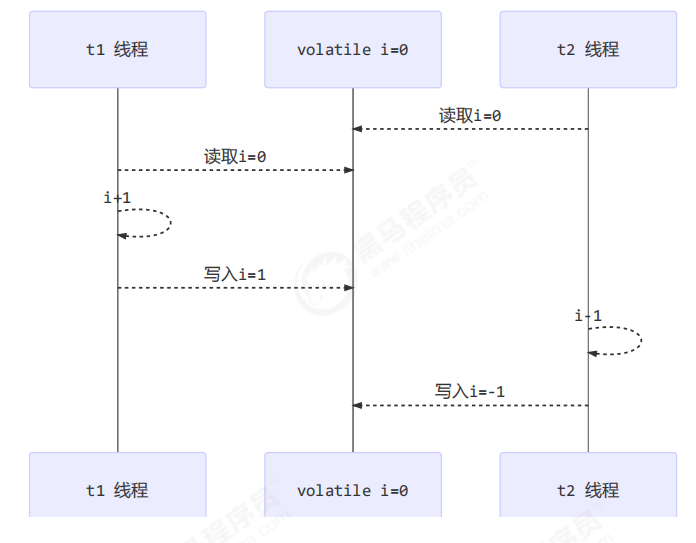 t1 线程
volatile i=0
t2 线程
读取i=0
读取i=0
i+1
写入i=1
i-1
写入i=-1
t1 线程
volatile i=0
t2 线程
黑马程序员™
www.itheima.com